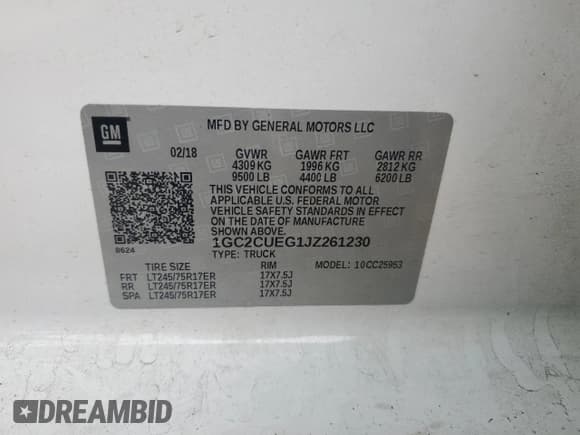 GM
MFD BY GENERAL MOTORS LLC
02/18 GVWR GAWR FRT GAWR RR
4309 KG 1996 KG 2812 KG
9500 LB 4400 LB 6200 LB
THIS VEHICLE CONFORMS TO ALL
APPLICABLE U.S. FEDERAL MOTOR
VEHICLE SAFETY STANDARDS IN EFFECT
ON THE DATE OF MANUFACTURE
SHOWN ABOVE.
8624
1GC2CUEG1JZ261230
TYPE: TRUCK
TIRE SIZE RIM MODEL: 10CC25953
FRT LT245/75R17ER 17X7.5J
RR LT245/75R17ER 17X7.5J
SPA LT245/75R17ER 17X7.5J
DREAMBID